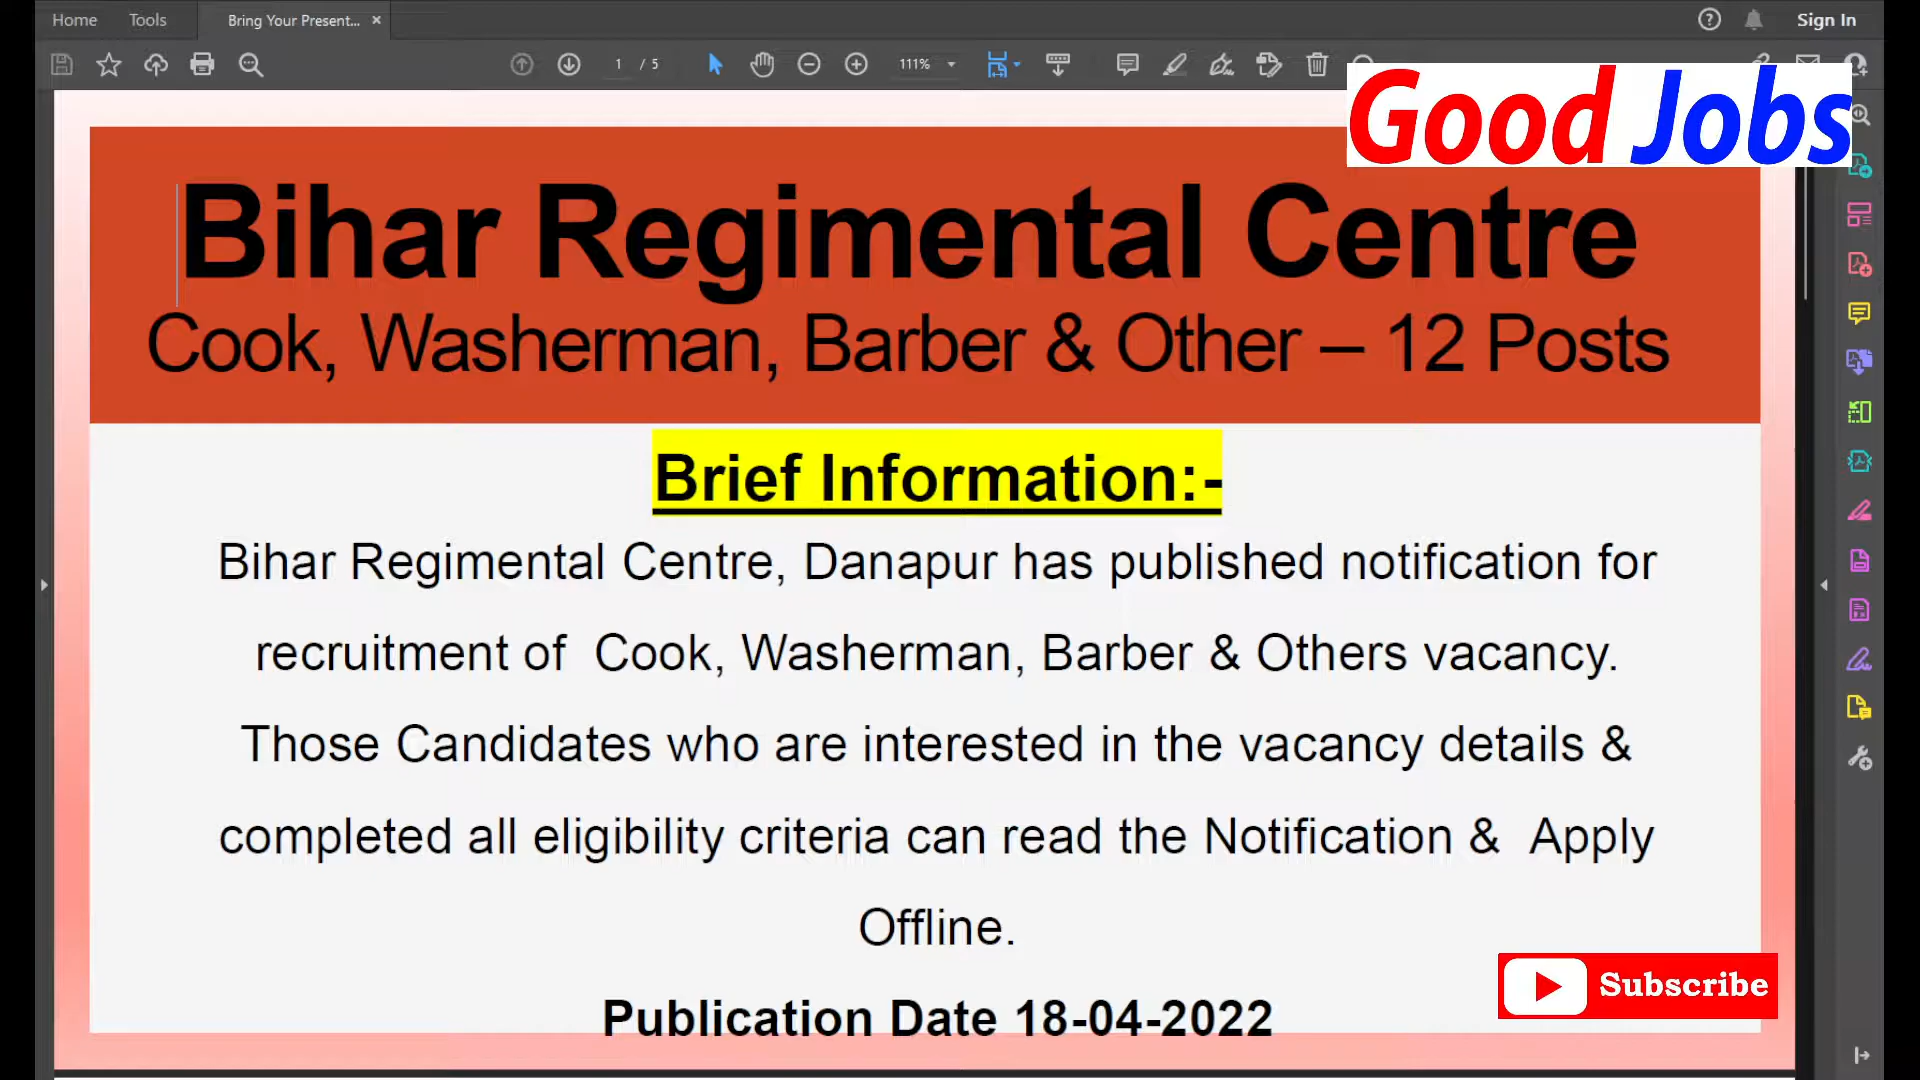 Home Tools Bring Your Present... × Sign In
1 / 5 111%
Good Jobs
Bihar Regimental Centre
Cook, Washerman, Barber & Other – 12 Posts
Brief Information:-
Bihar Regimental Centre, Danapur has published notification for
recruitment of Cook, Washerman, Barber & Others vacancy.
Those Candidates who are interested in the vacancy details &
completed all eligibility criteria can read the Notification & Apply
Offline.
Subscribe
Publication Date 18-04-2022